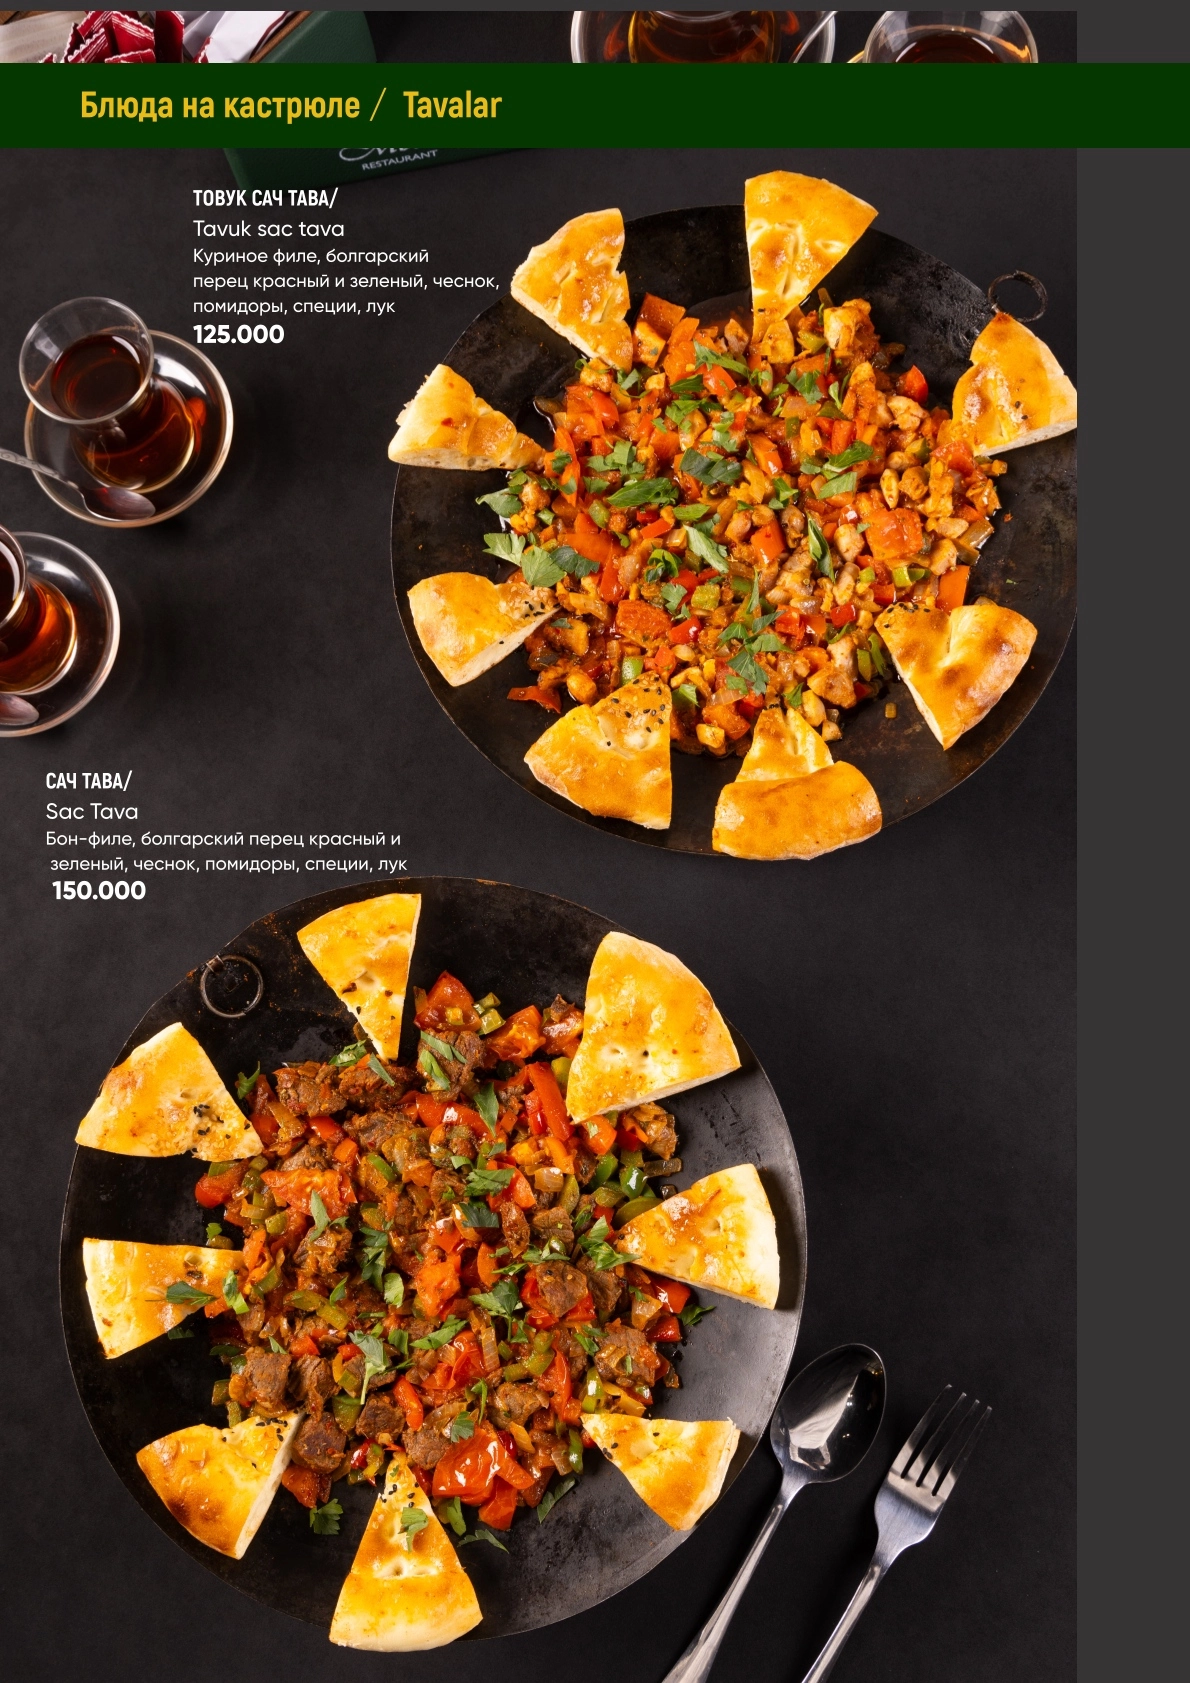 Блюда на кастрюле / Tavalar
RESTAURANT
ТОВУК САЧ ТАВА/
Tavuk sac tava
Куриное филе, болгарский
перец красный и зеленый, чеснок,
помидоры, специи, лук
125.000
САЧ ТАВА/
Sac Tava
Бон-филе, болгарский перец красный и
зеленый, чеснок, помидоры, специи, лук
150.000